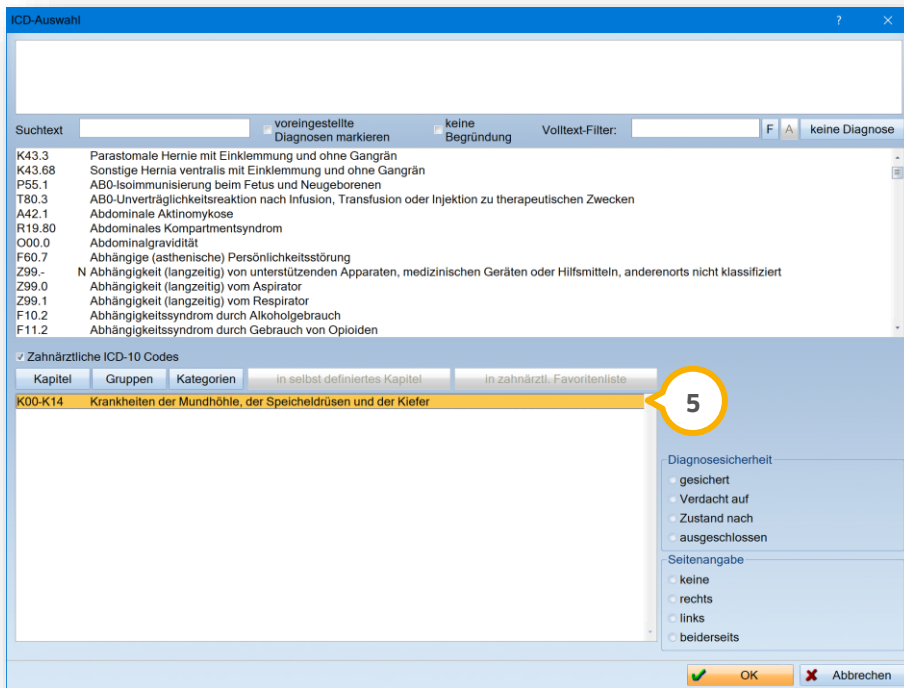 ICD-Auswahl ? ×
Suchtext voreingestellte Diagnosen markieren keine Begründung Volltext-Filter: F A keine Diagnose
K43.3 Parastomale Hernie mit Einklemmung und ohne Gangrän
K43.68 Sonstige Hernia ventralis mit Einklemmung und ohne Gangrän
P55.1 AB0-Isoimmunisierung beim Fetus und Neugeborenen
T80.3 AB0-Unverträglichkeitsreaktion nach Infusion, Transfusion oder Injektion zu therapeutischen Zwecken
A42.1 Abdominale Aktinomykose
R19.80 Abdominales Kompartmentsyndrom
O00.0 Abdominalgravidität
F60.7 Abhängige (asthenische) Persönlichkeitsstörung
Z99.- N Abhängigkeit (langzeitig) von unterstützenden Apparaten, medizinischen Geräten oder Hilfsmitteln, anderenorts nicht klassifiziert
Z99.0 Abhängigkeit (langzeitig) vom Aspirator
Z99.1 Abhängigkeit (langzeitig) vom Respirator
F10.2 Abhängigkeitssyndrom durch Alkoholgebrauch
F11.2 Abhängigkeitssyndrom durch Gebrauch von Opioiden
Zahnärztliche ICD-10 Codes
Kapitel Gruppen Kategorien in selbst definiertes Kapitel in zahnärztl. Favoritenliste
K00-K14 Krankheiten der Mundhöhle, der Speicheldrüsen und der Kiefer
5
Diagnosesicherheit
gesichert
Verdacht auf
Zustand nach
ausgeschlossen
Seitenangabe
keine
rechts
links
beiderseits
OK Abbrechen